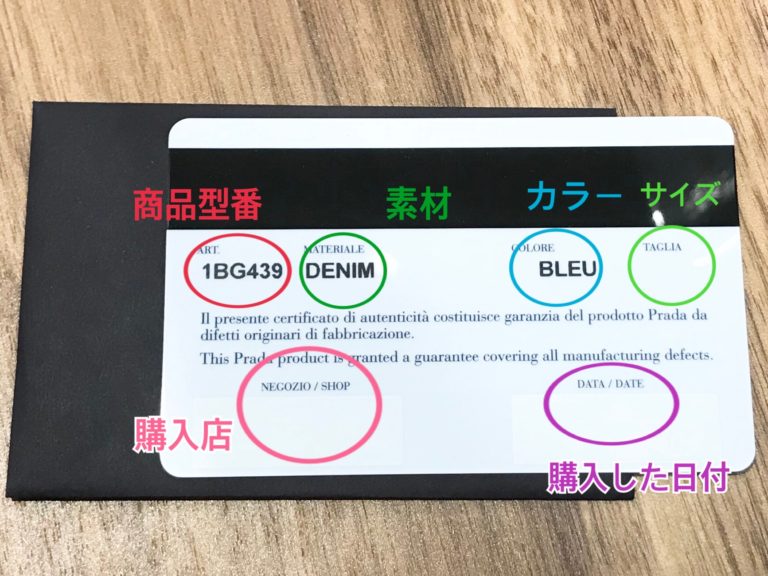 商品型番 素材 カラー サイズ
ART. MATERIALE COLORE TAGLIA
1BG439 DENIM BLEU
Il presente certificato di autenticità costituisce garanzia del prodotto Prada da
difetti originari di fabbricazione.
This Prada product is granted a guarantee covering all manufacturing defects.
NEGOZIO / SHOP DATA / DATE
購入店
購入した日付